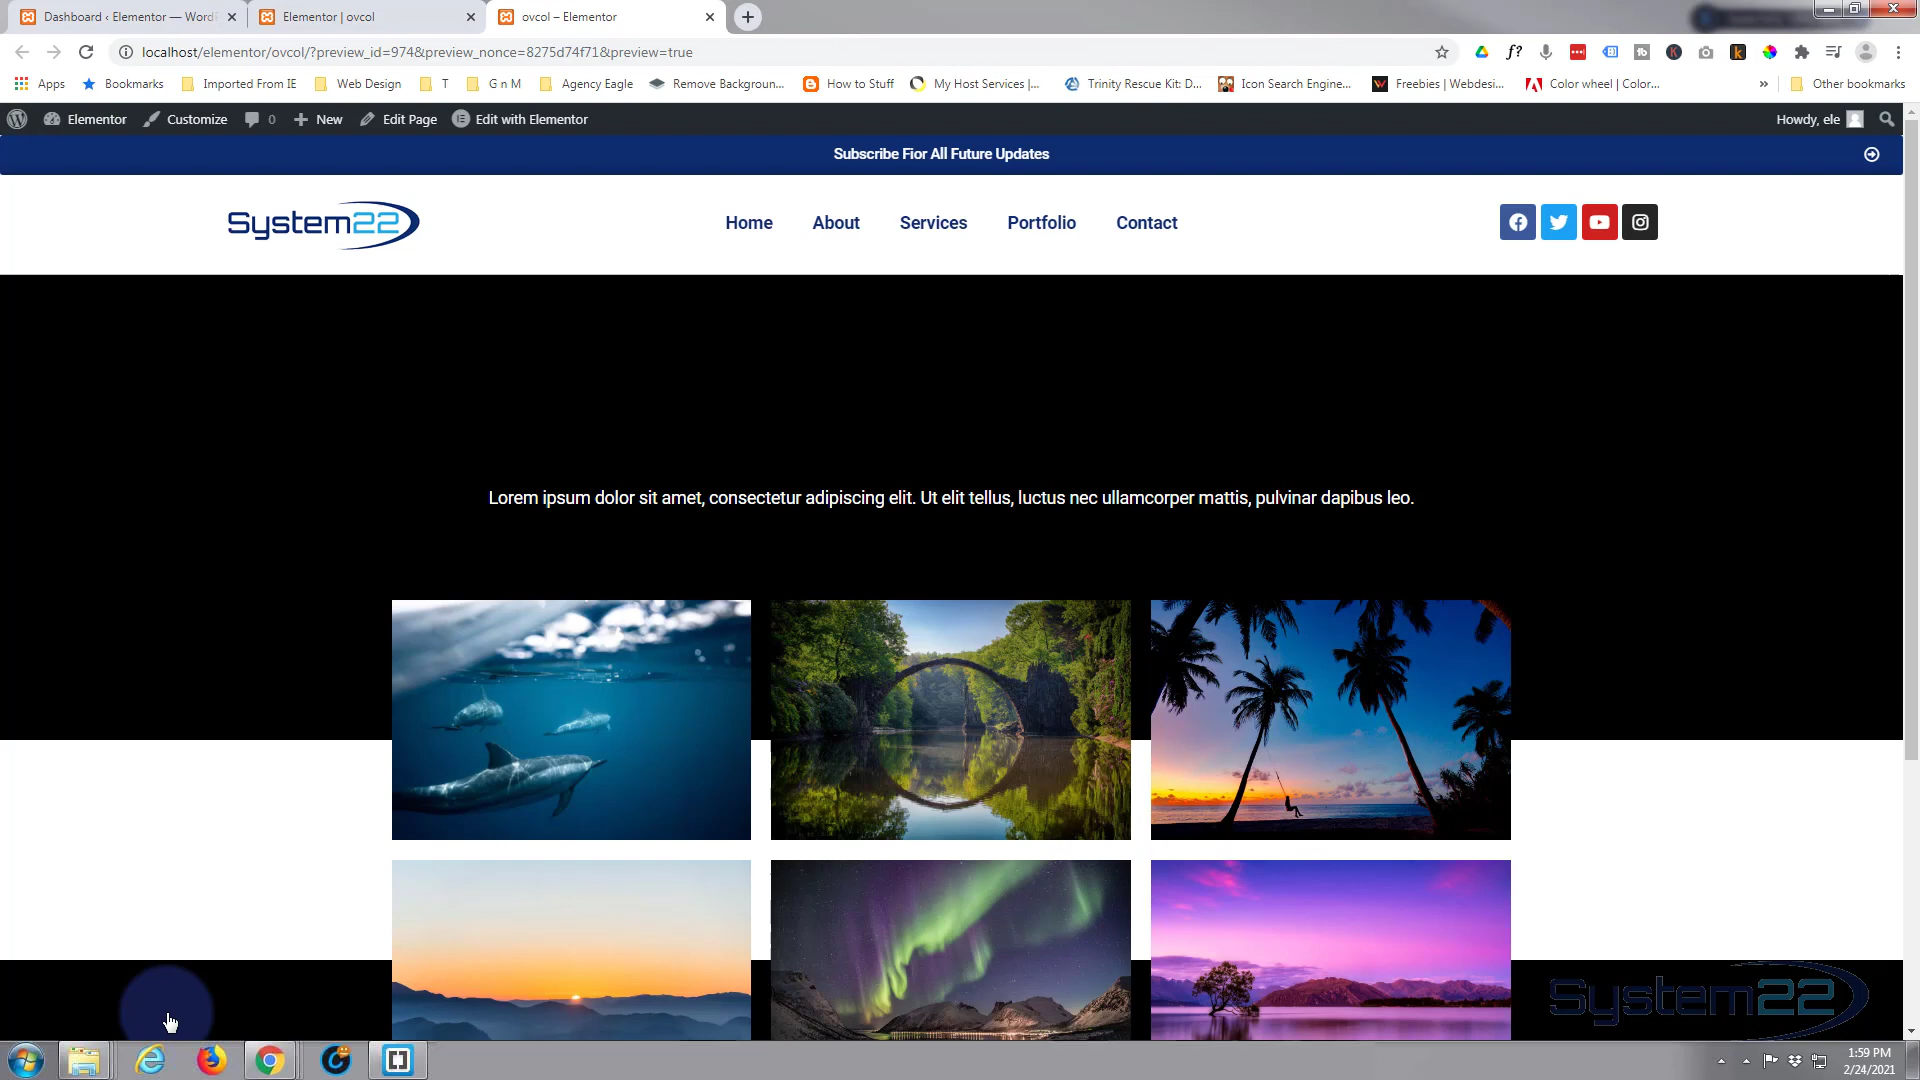 Dashboard ‹ Elementor — Word
Elementor | ovcol
ovcol – Elementor
localhost/elementor/ovcol/?preview_id=974&preview_nonce=8275d74f71&preview=true
Apps
Bookmarks
Imported From IE
Web Design
T
G n M
Agency Eagle
Remove Backgroun...
How to Stuff
My Host Services |...
Trinity Rescue Kit: D...
Icon Search Engine...
Freebies | Webdesi...
Color wheel | Color...
»
Other bookmarks
Elementor
Customize
0
New
Edit Page
Edit with Elementor
Howdy, ele
Subscribe Fior All Future Updates
System22
Home
About
Services
Portfolio
Contact
Lorem ipsum dolor sit amet, consectetur adipiscing elit. Ut elit tellus, luctus nec ullamcorper mattis, pulvinar dapibus leo.
System22
1:59 PM
2/24/2021